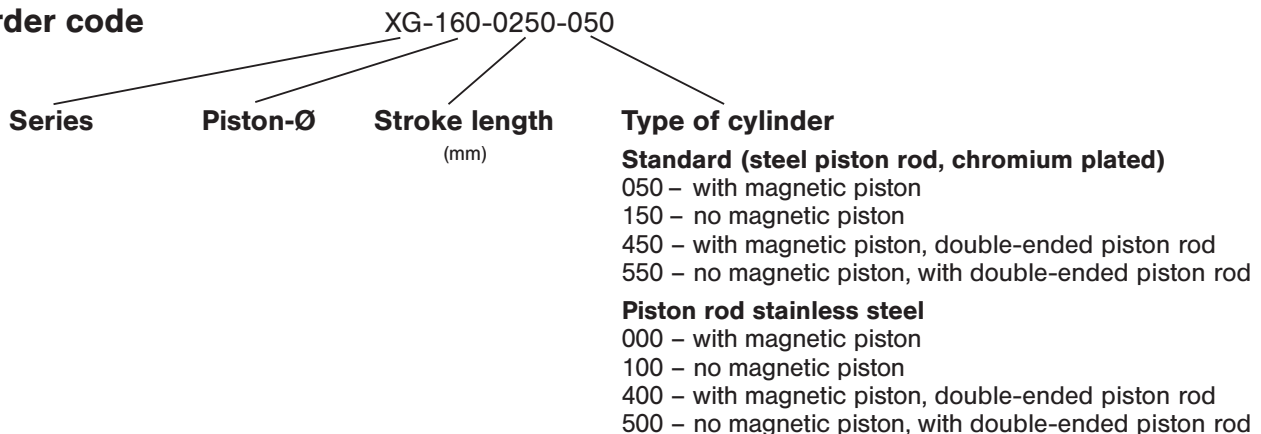 rder code
XG-160-0250-050
Series
Piston-Ø
Stroke length
(mm)
Type of cylinder
Standard (steel piston rod, chromium plated)
050 – with magnetic piston
150 – no magnetic piston
450 – with magnetic piston, double-ended piston rod
550 – no magnetic piston, with double-ended piston rod
Piston rod stainless steel
000 – with magnetic piston
100 – no magnetic piston
400 – with magnetic piston, double-ended piston rod
500 – no magnetic piston, with double-ended piston rod